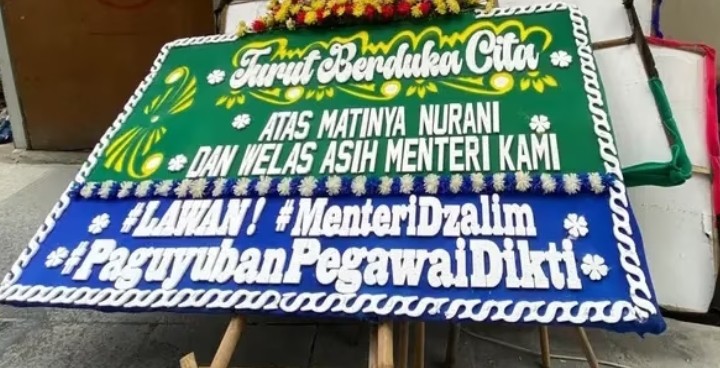 Turut Berduka Cita
ATAS MATINYA NURANI
DAN WELAS ASIH MENTERI KAMI
#LAWAN! #MenteriDzalim
#PaguyubanPegawaiDikti